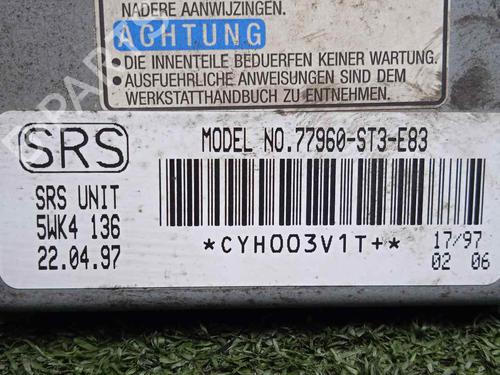 NADERE AANWIJZINGEN.
ACHTUNG
• DIE INNENTEILE BEDUERFEN KEINER WARTUNG.
• AUSFUEHRLICHE ANWEISUNGEN SIND DEM
WERKSTATTHANDBUCH ZU ENTNEHMEN.
SRS
MODEL NO.77960-ST3-E83
SRS UNIT
5WK4 136
22.04.97
*CYH003V1T+*
17/97
02 06